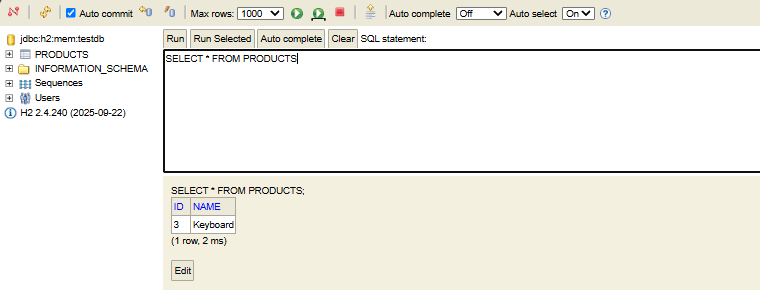 Auto commit Max rows: 1000 Auto complete Off Auto select On ?
jdbc:h2:mem:testdb
PRODUCTS
INFORMATION_SCHEMA
Sequences
Users
H2 2.4.240 (2025-09-22)
Run Run Selected Auto complete Clear SQL statement:
SELECT * FROM PRODUCTS
SELECT * FROM PRODUCTS;
ID NAME
3 Keyboard
(1 row, 2 ms)
Edit